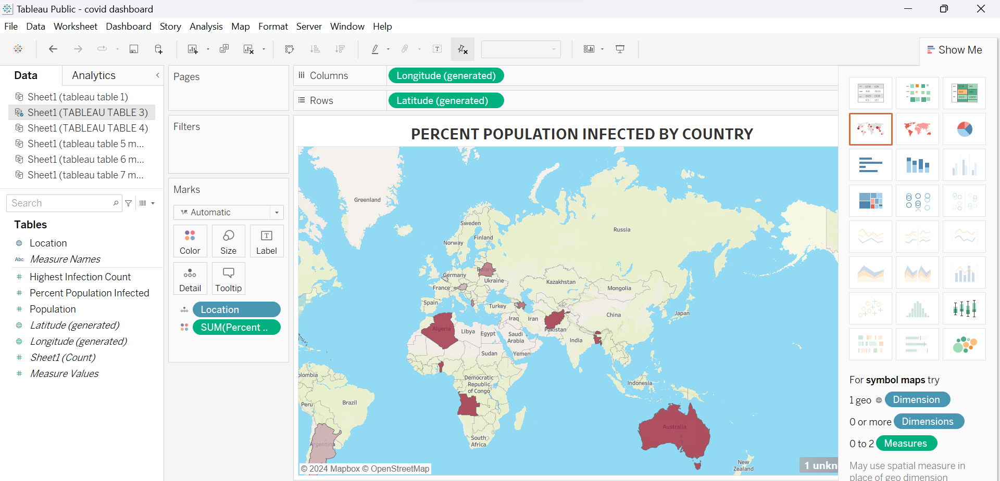 Tableau Public - covid dashboard
File Data Worksheet Dashboard Story Analysis Map Format Server Window Help
Show Me
Data
Analytics
Sheet1 (tableau table 1)
Sheet1 (TABLEAU TABLE 3)
Sheet1 (TABLEAU TABLE 4)
Sheet1 (tableau table 5 m...
Sheet1 (tableau table 6 m...
Sheet1 (tableau table 7 m...
Search
Tables
Location
Abc Measure Names
Highest Infection Count
Percent Population Infected
Population
Latitude (generated)
Longitude (generated)
Sheet1 (Count)
Measure Values
Pages
Filters
Marks
Automatic
Color
Size
Label
Detail
Tooltip
Location
SUM(Percent ..
Columns
Longitude (generated)
Rows
Latitude (generated)
PERCENT POPULATION INFECTED BY COUNTRY
Greenland
Sweden
Russia
Finland
Norway
Belarus
Germany
Ukraine
Kazakhstan
France
Mongolia
Spain
Turkey
China
Japan
Iraq
Iran
Algeria
Libya
Egypt
Saudi
Arabia
Pakistan
India
Sudan
Yemen
olombia
Democratic
Republic
of Congo
Indonesia
Peru
Brazil
Australia
South
Africa
Argentina
New
Zealand
© 2024 Mapbox © OpenStreetMap
1 unkn
For symbol maps try
1 geo Dimension
0 or more Dimensions
0 to 2 Measures
May use spatial measure in
place of geo dimension